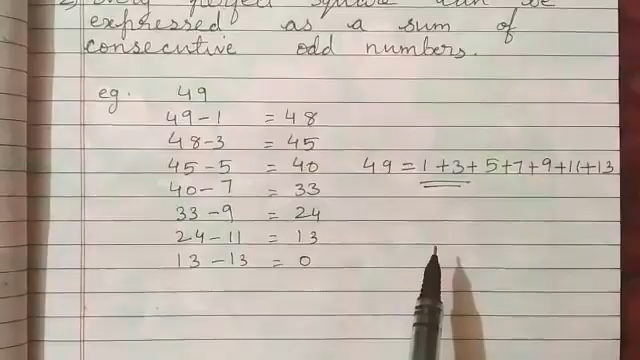 expressed as a sum of
consecutive odd numbers.
eg. 49
49-1 = 48
48-3 = 45
45-5 = 40 49 = 1+3+5+7+9+11+13
40-7 = 33
33-9 = 24
24-11 = 13
13-13 = 0